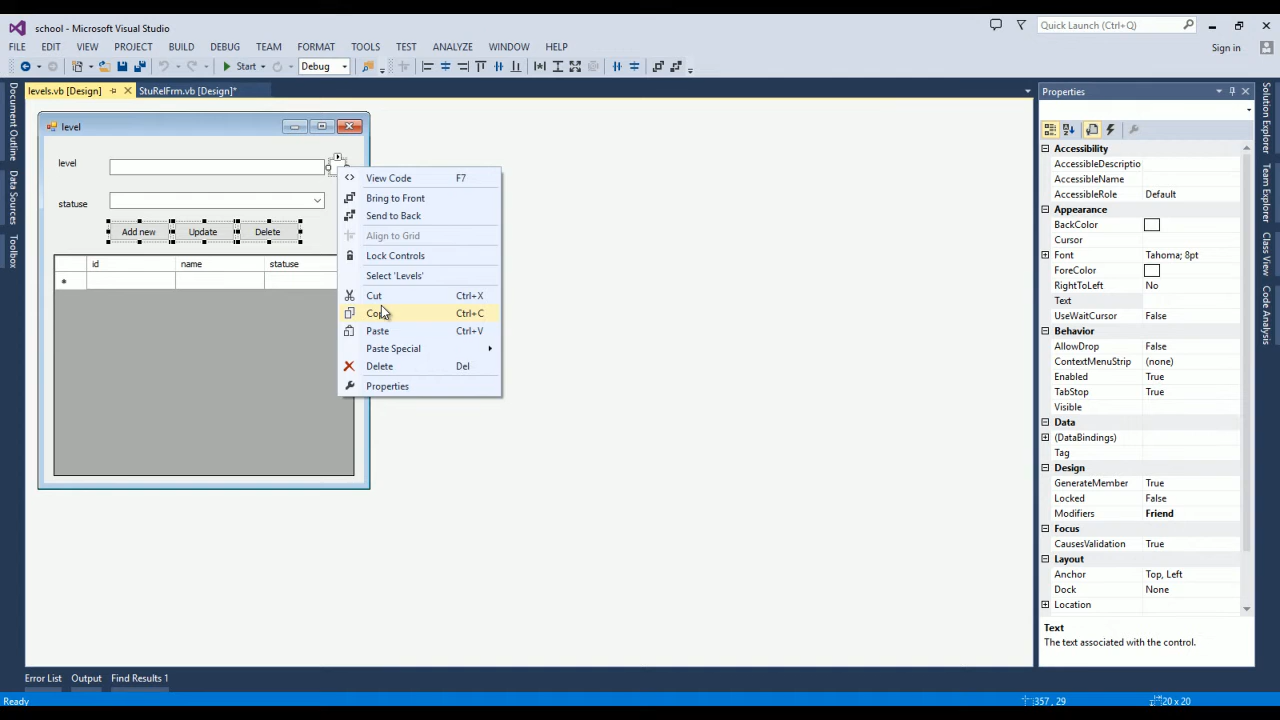 school - Microsoft Visual Studio
Quick Launch (Ctrl+Q)
FILE EDIT VIEW PROJECT BUILD DEBUG TEAM FORMAT TOOLS TEST ANALYZE WINDOW HELP
Sign in
Start Debug
levels.vb [Design] StuRelFrm.vb [Design]*
Document Outline
Data Sources
Toolbox
level
level
statuse
Add new Update Delete
id name statuse
View Code F7
Bring to Front
Send to Back
Align to Grid
Lock Controls
Select 'Levels'
Cut Ctrl+X
Ctrl+C
Paste Ctrl+V
Paste Special
Delete Del
Properties
Properties
Accessibility
AccessibleDescriptio
AccessibleName
AccessibleRole Default
Appearance
BackColor
Cursor
Font Tahoma; 8pt
ForeColor
RightToLeft No
Text
UseWaitCursor False
Behavior
AllowDrop False
ContextMenuStrip (none)
Enabled True
TabStop True
Visible
Data
(DataBindings)
Tag
Design
GenerateMember True
Locked False
Modifiers Friend
Focus
CausesValidation True
Layout
Anchor Top, Left
Dock None
Location
Text
The text associated with the control.
Solution Explorer
Team Explorer
Class View
Code Analysis
Error List Output Find Results 1
Ready 357, 29 20 x 20